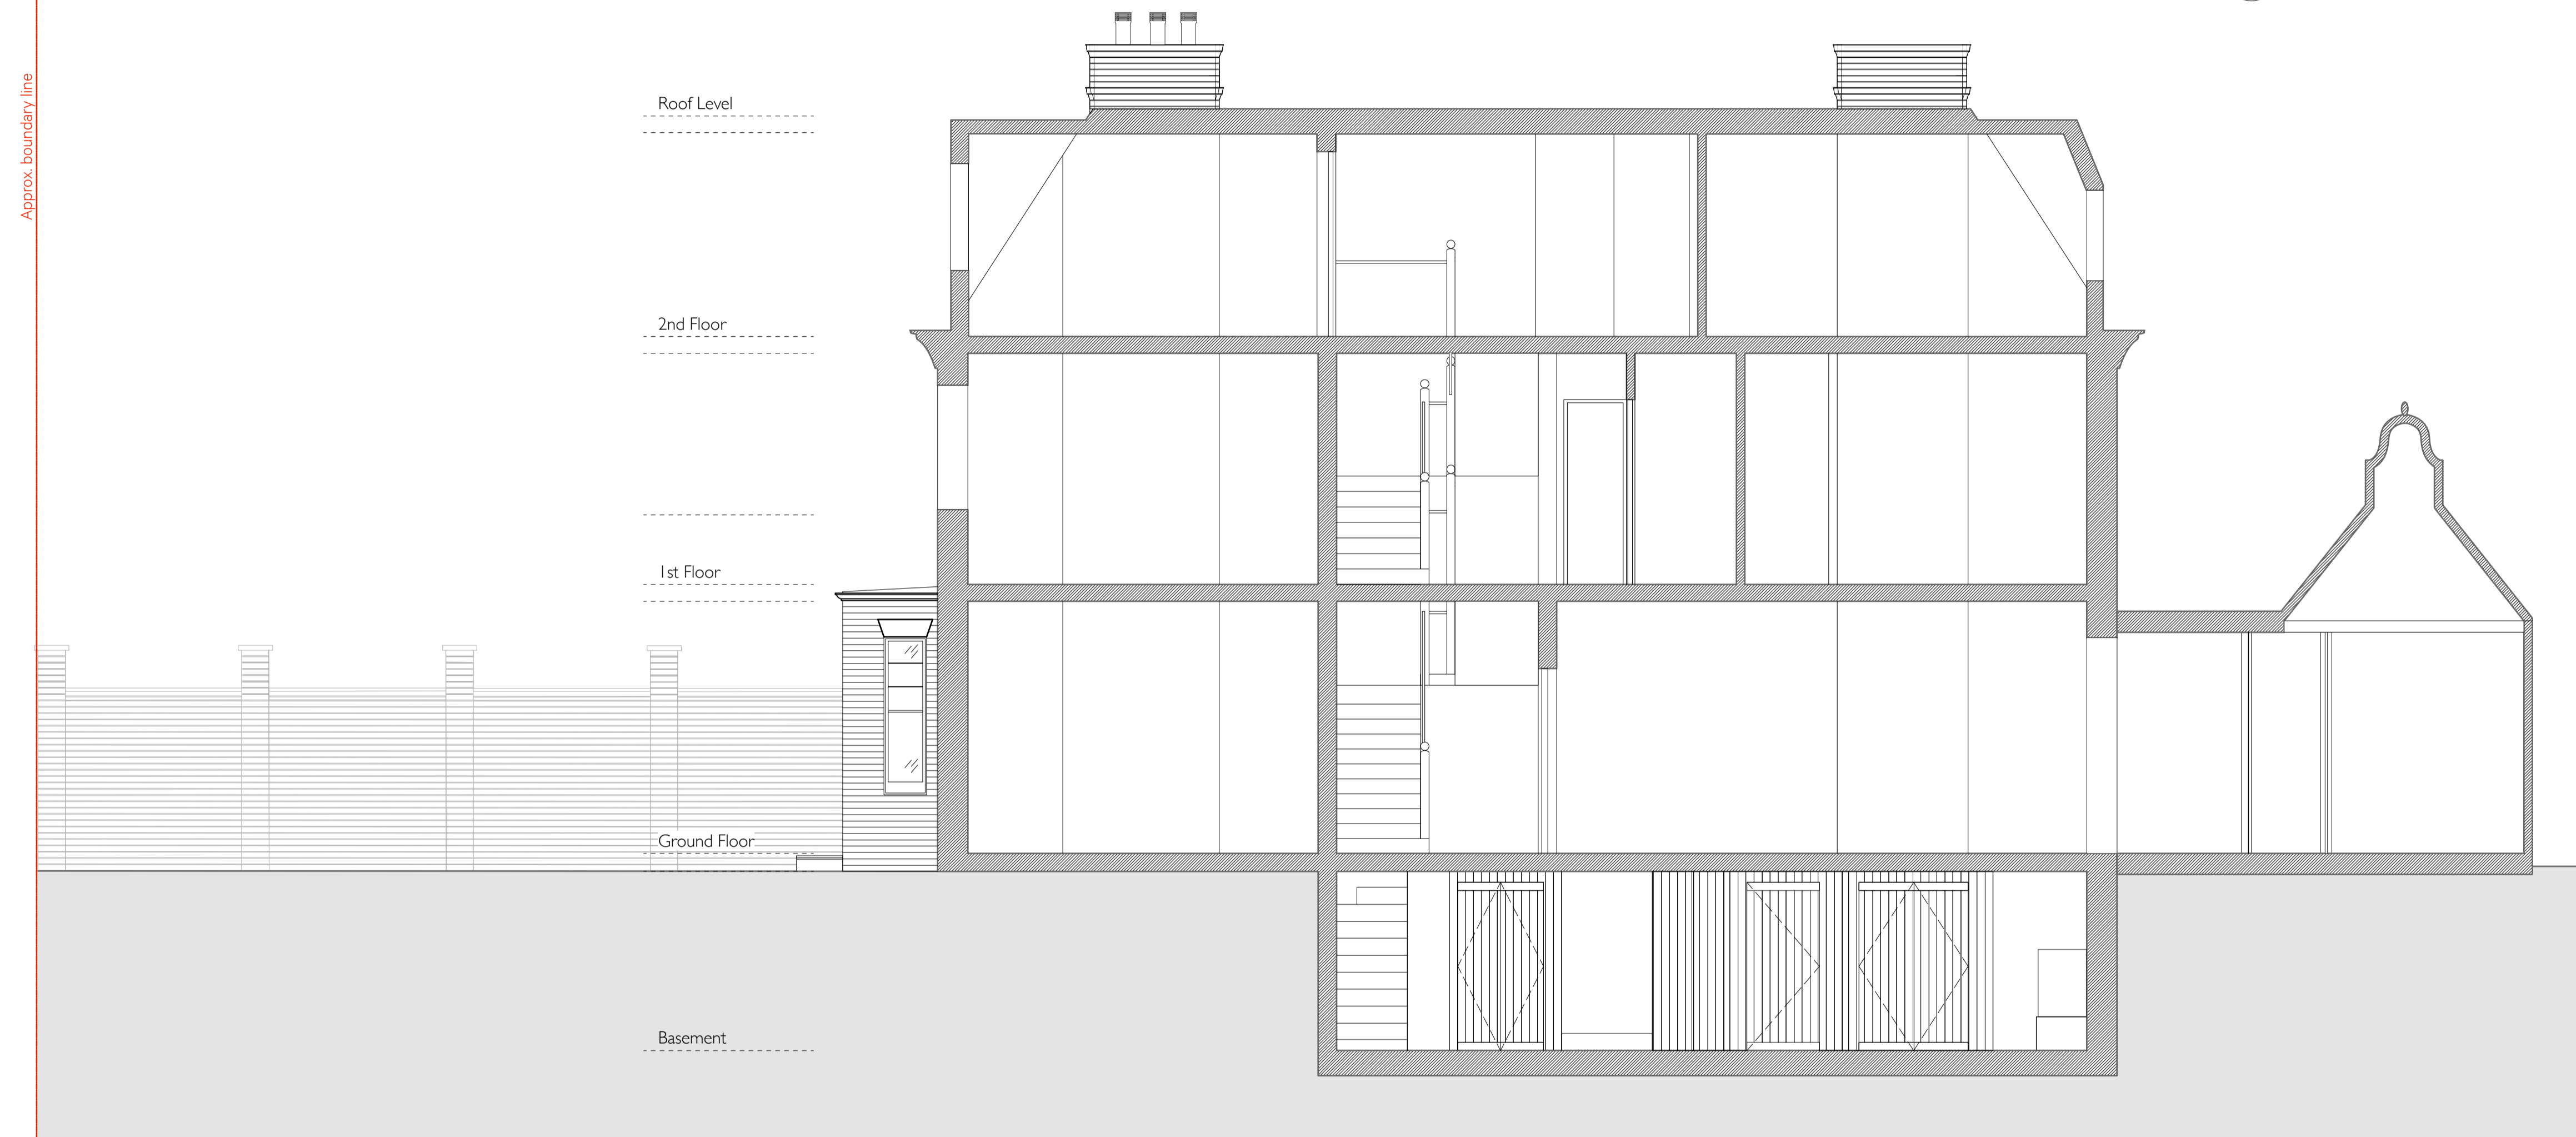 Approx. boundary line
Roof Level
2nd Floor
1st Floor
Ground Floor
Basement